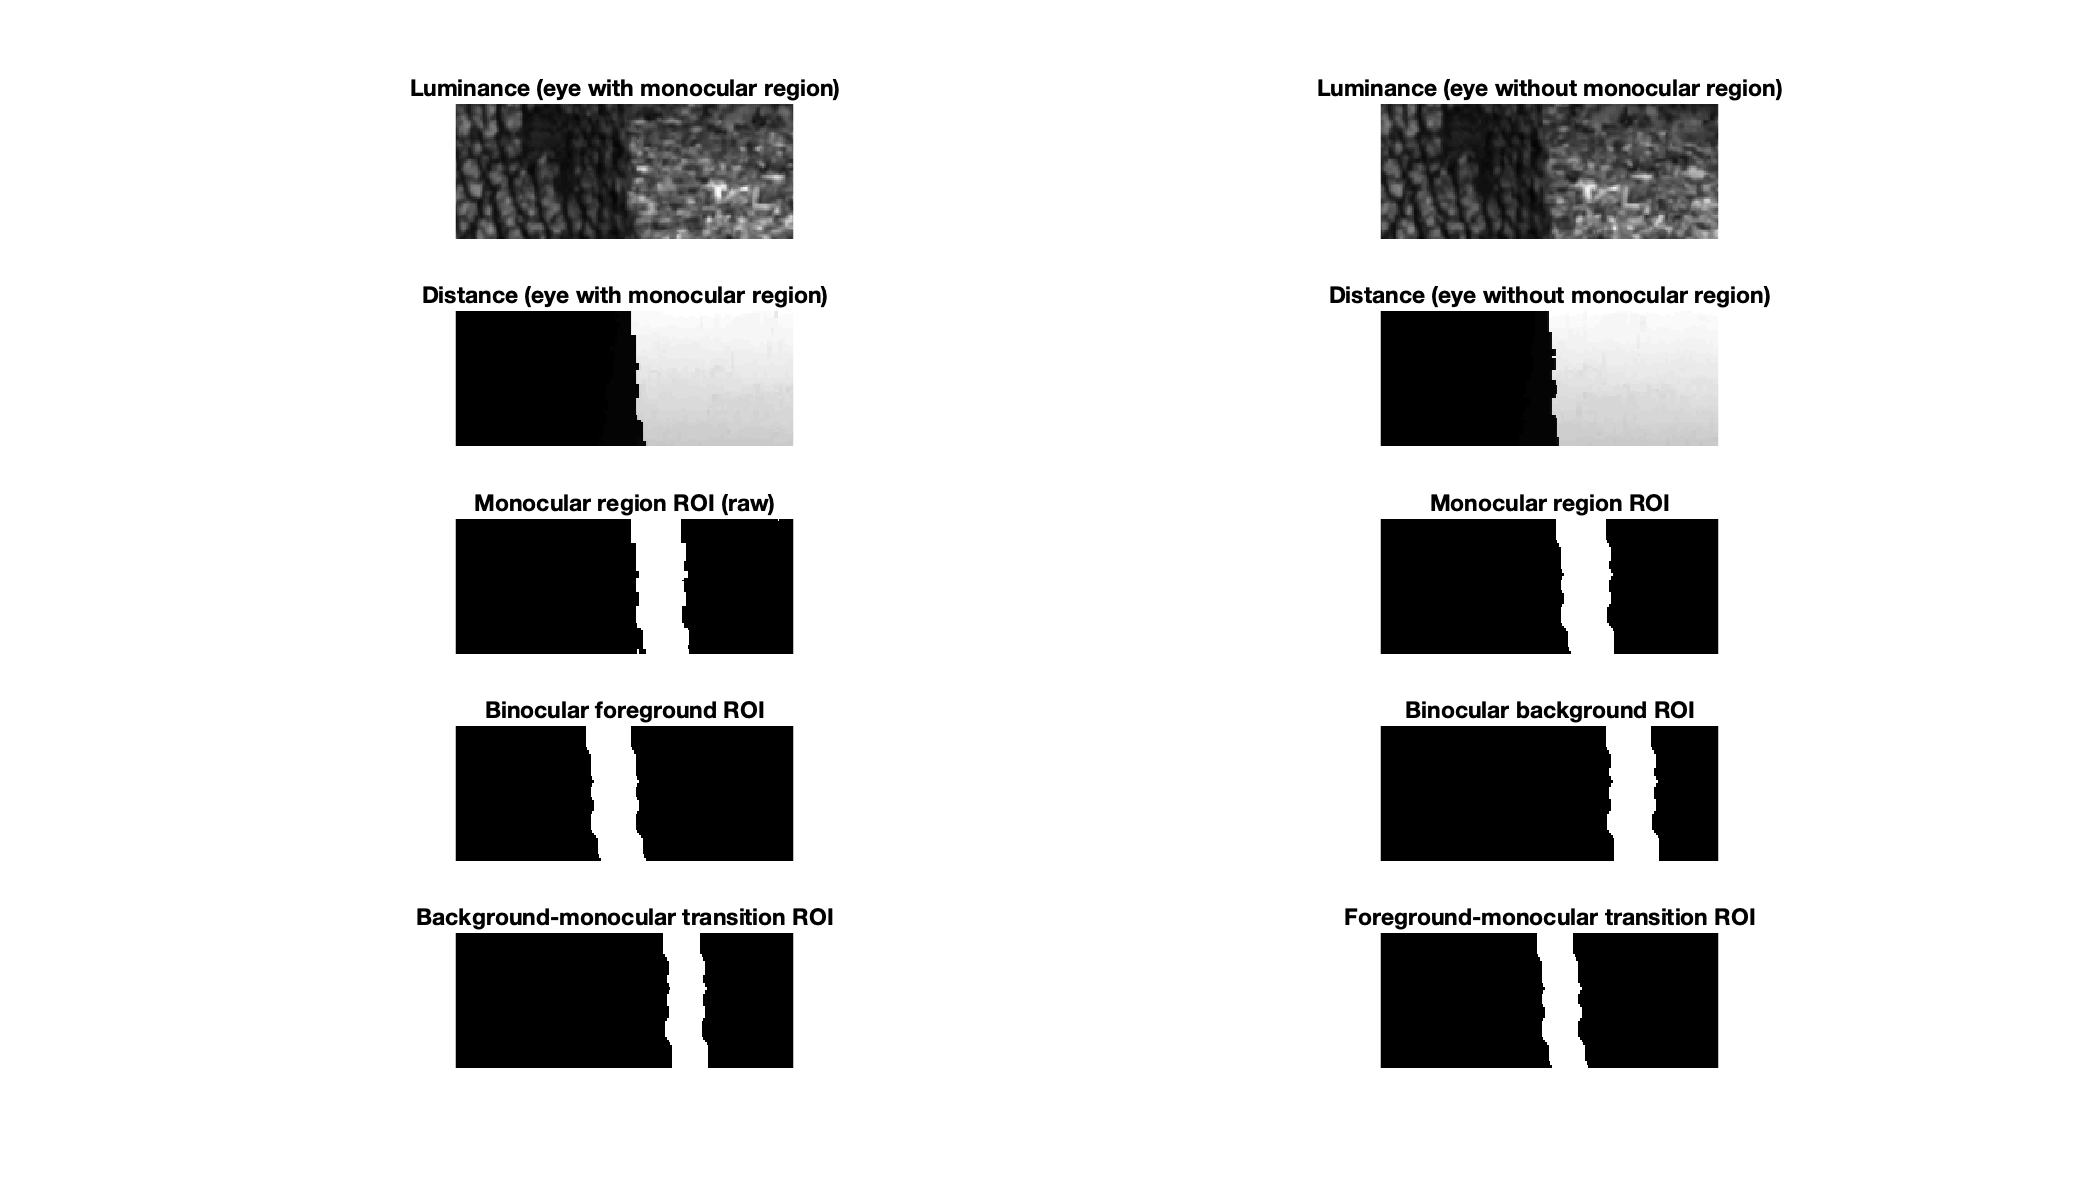 Luminance (eye with monocular region)
Luminance (eye without monocular region)
Distance (eye with monocular region)
Distance (eye without monocular region)
Monocular region ROI (raw)
Monocular region ROI
Binocular foreground ROI
Binocular background ROI
Background-monocular transition ROI
Foreground-monocular transition ROI